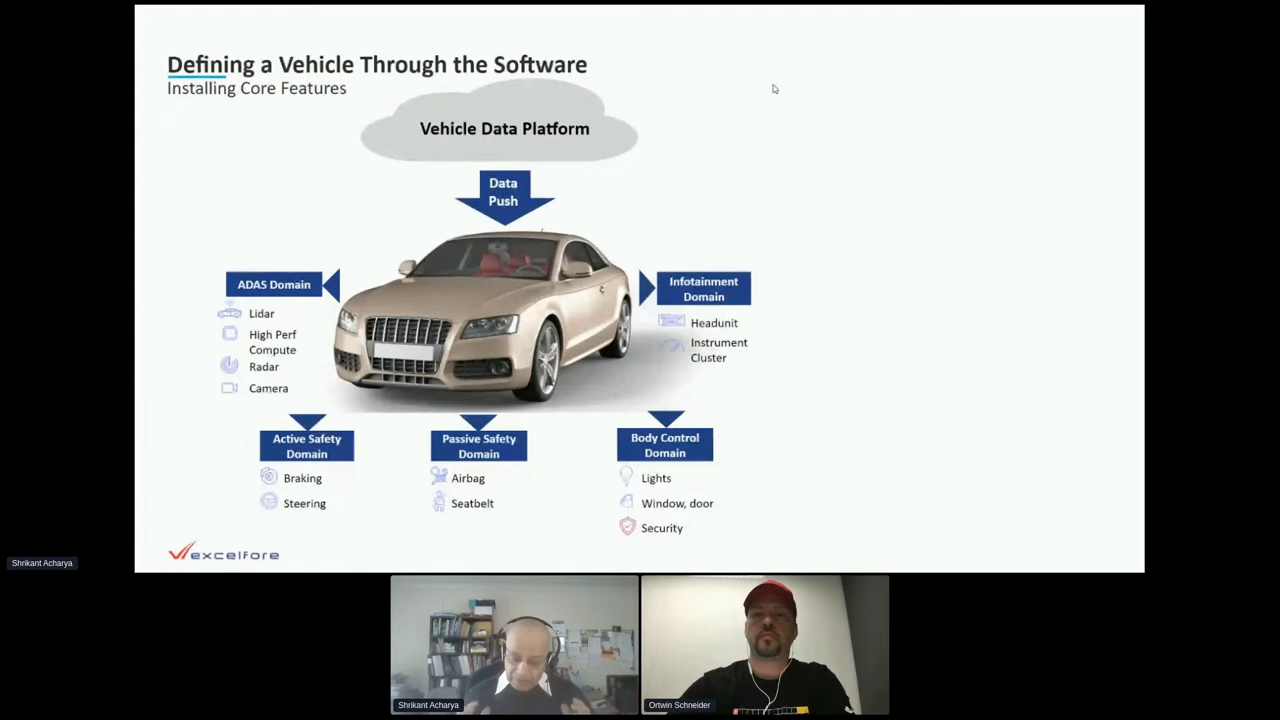 Defining a Vehicle Through the Software
Installing Core Features
Vehicle Data Platform
Data
Push
ADAS Domain
Lidar
High Perf
Compute
Radar
Camera
Infotainment
Domain
Headunit
Instrument
Cluster
Active Safety
Domain
Braking
Steering
Passive Safety
Domain
Airbag
Seatbelt
Body Control
Domain
Lights
Window, door
Security
excelfore
Shrikant Acharya
Shrikant Acharya
Ortwin Schneider